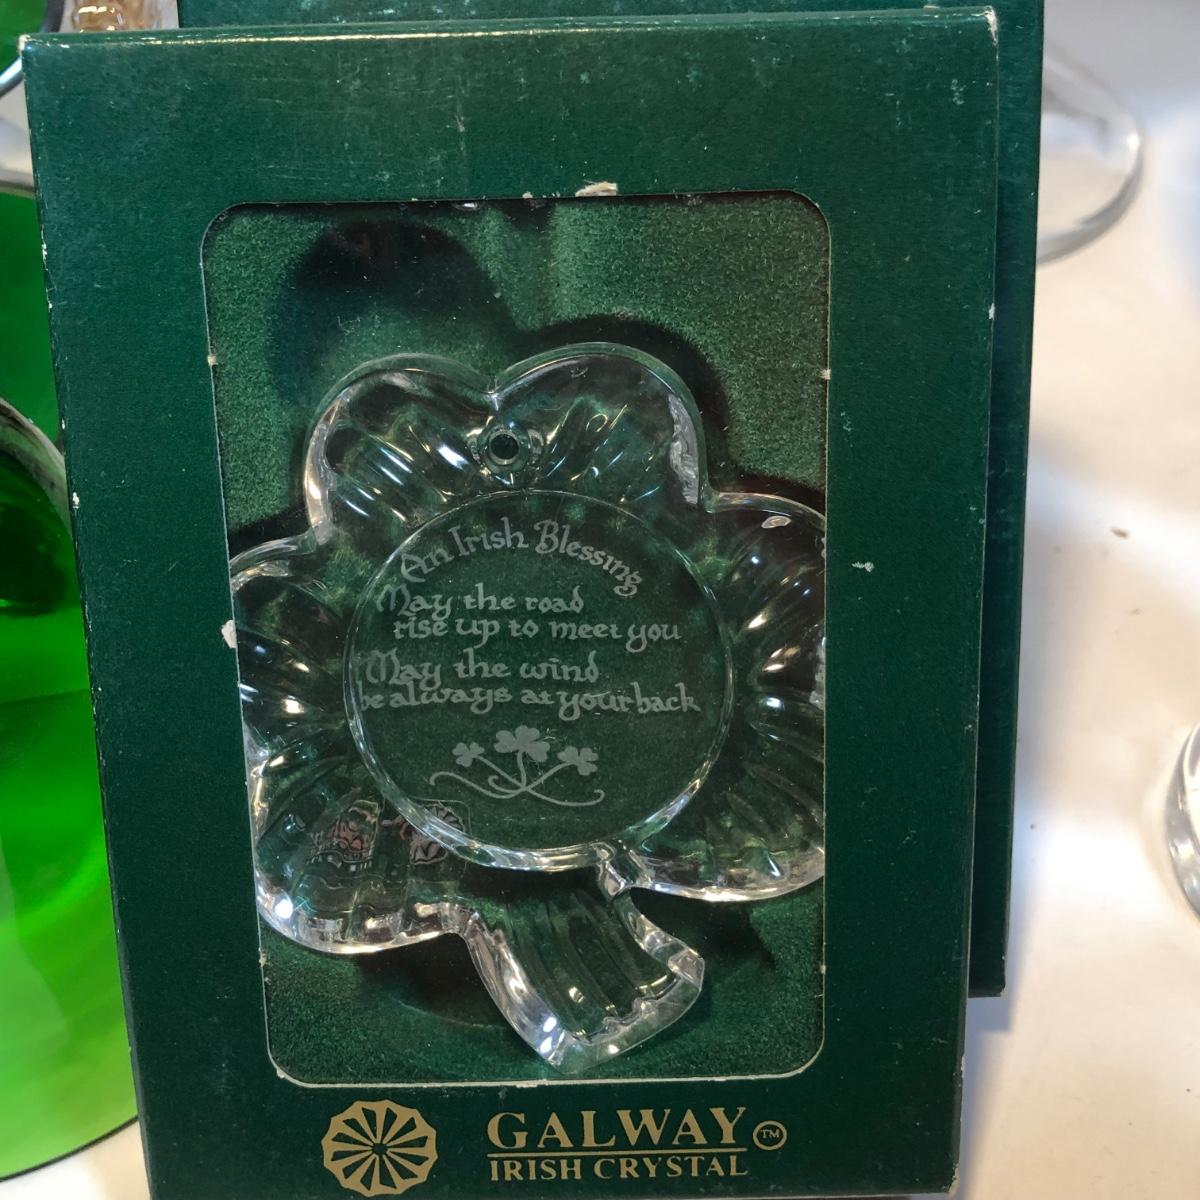 An Irish Blessing
May the road
rise up to meet you
May the wind
be always at your back
GALWAY ™
IRISH CRYSTAL